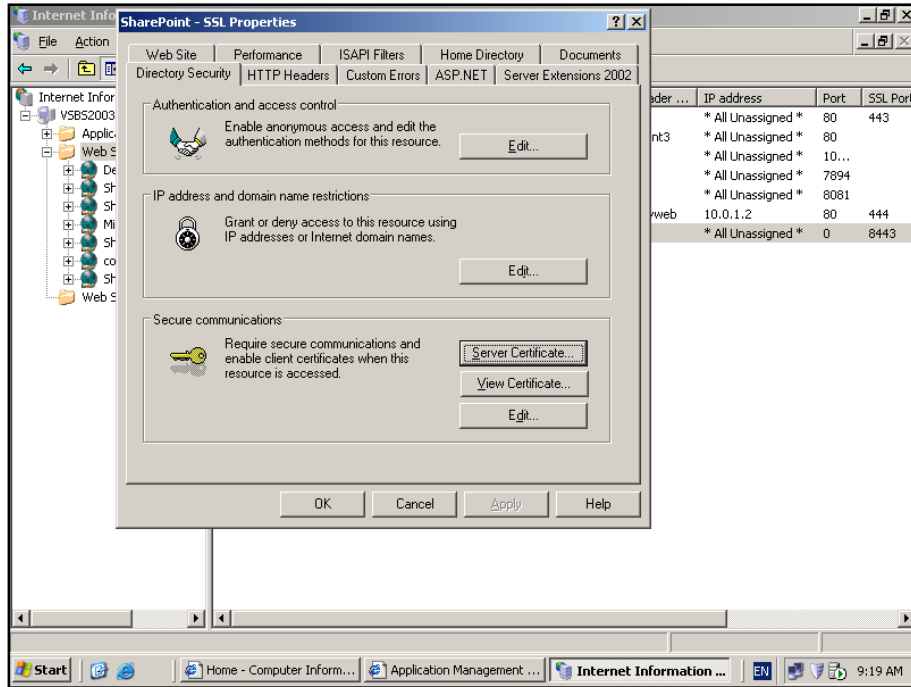 Internet Info
SharePoint - SSL Properties
File Action
Web Site Performance ISAPI Filters Home Directory Documents
Directory Security HTTP Headers Custom Errors ASP.NET Server Extensions 2002
Internet Infor
VSBS2003
Applic
Web S
De
Sh
Sh
Mi
Sh
co
Sh
Web S
Authentication and access control
Enable anonymous access and edit the
authentication methods for this resource.
Edit...
IP address and domain name restrictions
Grant or deny access to this resource using
IP addresses or Internet domain names.
Edit...
Secure communications
Require secure communications and
enable client certificates when this
resource is accessed.
Server Certificate...
View Certificate...
Edit...
OK Cancel Apply Help
ader ... IP address Port SSL Port
* All Unassigned * 80 443
nt3 * All Unassigned * 80
* All Unassigned * 10...
* All Unassigned * 7894
* All Unassigned * 8081
web 10.0.1.2 80 444
* All Unassigned * 0 8443
Start Home - Computer Inform... Application Management ... Internet Information ... EN 9:19 AM